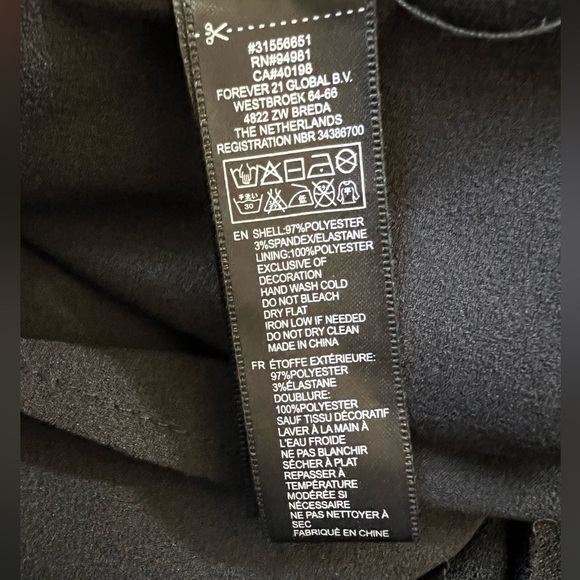 #31556651
RN#94981
CA#40198
FOREVER 21 GLOBAL B.V.
WESTBROEK 64-66
4822 ZW BREDA
THE NETHERLANDS
REGISTRATION NBR 34386700
手洗い
30
EN SHELL:97%POLYESTER
3%SPANDEX/ELASTANE
LINING:100%POLYESTER
EXCLUSIVE OF
DECORATION
HAND WASH COLD
DO NOT BLEACH
DRY FLAT
IRON LOW IF NEEDED
DO NOT DRY CLEAN
MADE IN CHINA
FR ÉTOFFE EXTÉRIEURE:
97%POLYESTER
3%ÉLASTANE
DOUBLURE:
100%POLYESTER
SAUF TISSU DÉCORATIF
LAVER À LA MAIN À
L'EAU FROIDE
NE PAS BLANCHIR
SÉCHER À PLAT
REPASSER À
TEMPÉRATURE
MODÉRÉE SI
NÉCESSAIRE
NE PAS NETTOYER À
SEC
FABRIQUÉ EN CHINE